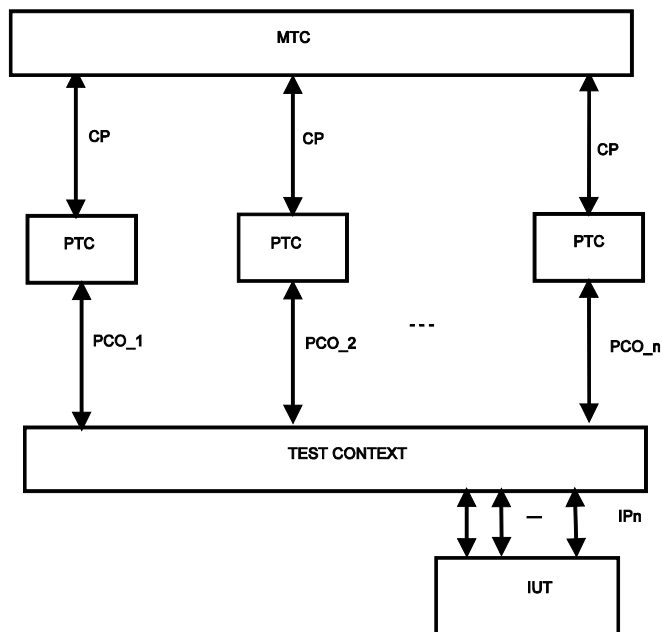 MTC
CP
CP
CP
PTC
PTC
PTC
PCO_1
PCO_2
---
PCO_n
TEST CONTEXT
—
IPn
IUT